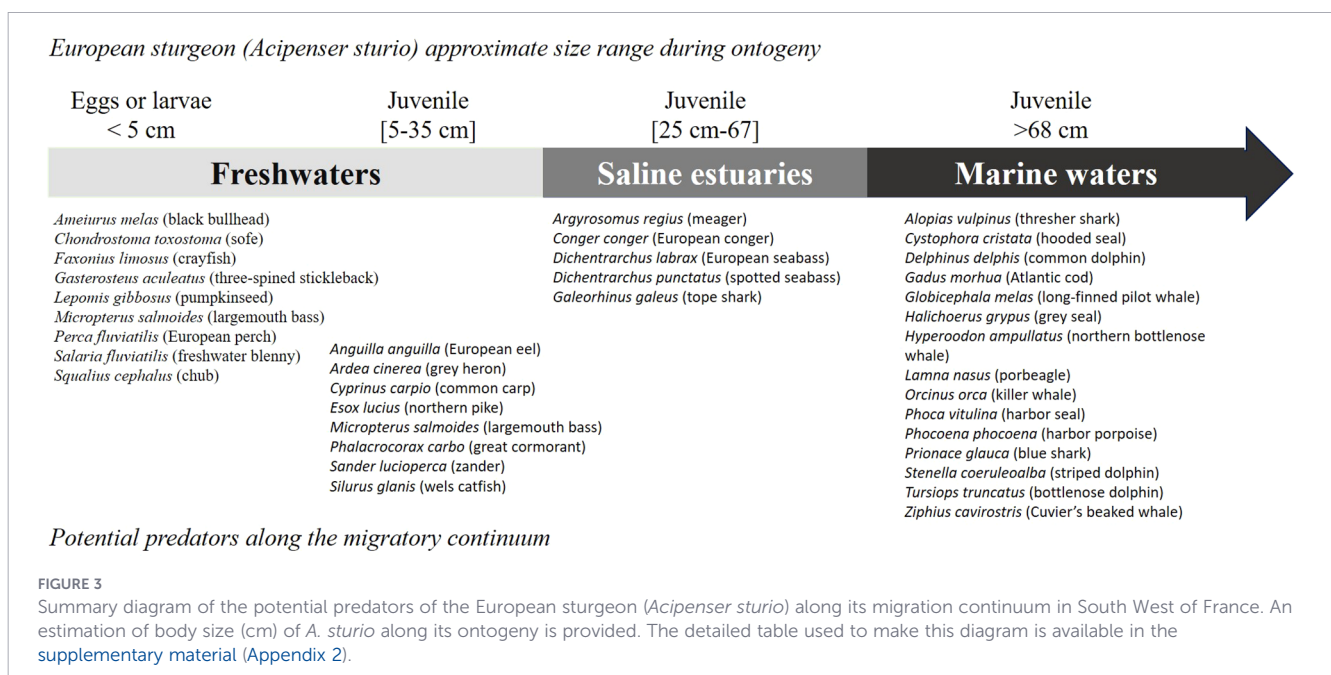 European sturgeon (Acipenser sturio) approximate size range during ontogeny
Eggs or larvae
< 5 cm
Juvenile
[5-35 cm]
Juvenile
[25 cm-67]
Juvenile
>68 cm
Freshwaters
Saline estuaries
Marine waters
Ameiurus melas (black bullhead)
Chondrostoma toxostoma (sofe)
Faxonius limosus (crayfish)
Gasterosteus aculeatus (three-spined stickleback)
Lepomis gibbosus (pumpkinseed)
Micropterus salmoides (largemouth bass)
Perca fluviatilis (European perch)
Salaria fluviatilis (freshwater blenny)
Squalius cephalus (chub)
Anguilla anguilla (European eel)
Ardea cinerea (grey heron)
Cyprinus carpio (common carp)
Esox lucius (northern pike)
Micropterus salmoides (largemouth bass)
Phalacrocorax carbo (great cormorant)
Sander lucioperca (zander)
Silurus glanis (wels catfish)
Argyrosomus regius (meager)
Conger conger (European conger)
Dichentrarchus labrax (European seabass)
Dichentrarchus punctatus (spotted seabass)
Galeorhinus galeus (tope shark)
Alopias vulpinus (thresher shark)
Cystophora cristata (hooded seal)
Delphinus delphis (common dolphin)
Gadus morhua (Atlantic cod)
Globicephala melas (long-finned pilot whale)
Halichoerus grypus (grey seal)
Hyperoodon ampullatus (northern bottlenose
whale)
Lamna nasus (porbeagle)
Orcinus orca (killer whale)
Phoca vitulina (harbor seal)
Phocoena phocoena (harbor porpoise)
Prionace glauca (blue shark)
Stenella coeruleoalba (striped dolphin)
Tursiops truncatus (bottlenose dolphin)
Ziphius cavirostris (Cuvier's beaked whale)
Potential predators along the migratory continuum
FIGURE 3
Summary diagram of the potential predators of the European sturgeon (Acipenser sturio) along its migration continuum in South West of France. An
estimation of body size (cm) of A. sturio along its ontogeny is provided. The detailed table used to make this diagram is available in the
supplementary material (Appendix 2).